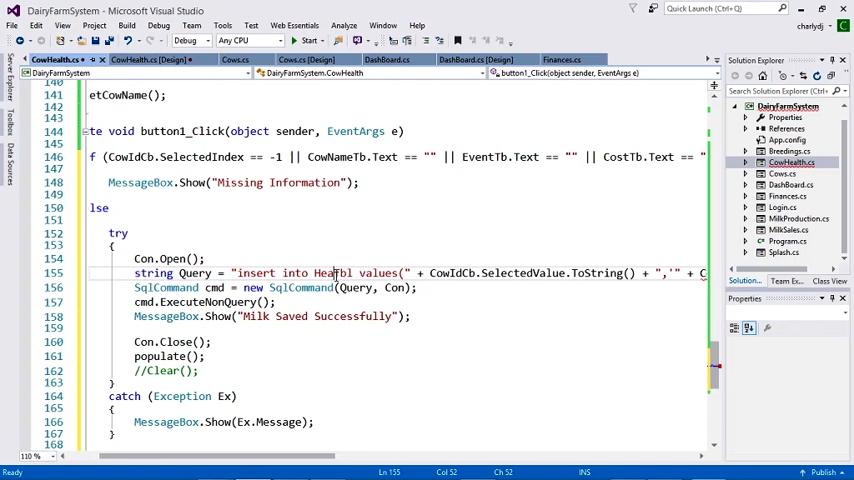 DairyFarmSystem - Microsoft Visual Studio
Quick Launch (Ctrl+Q)
File Edit View Project Build Debug Team Tools Test Web Essentials Analyze Window Help
charlydj
Debug Any CPU Start
CowHealth.cs CowHealth.cs [Design] Cows.cs Cows.cs [Design] DashBoard.cs DashBoard.cs [Design] Finances.cs
DairyFarmSystem DairyFarmSystem.CowHealth button1_Click(object sender, EventArgs e)
Server Explorer
Toolbox
Data Sources
140
141 etCowName();
142
143
144 te void button1_Click(object sender, EventArgs e)
145
146 f (CowIdCb.SelectedIndex == -1 || CowNameTb.Text == "" || EventTb.Text == "" || CostTb.Text == "
147
148 MessageBox.Show("Missing Information");
149
150 lse
151
152 try
153 {
154 Con.Open();
155 string Query = "insert into Heatbl values(" + CowIdCb.SelectedValue.ToString() + ",'" + C
156 SqlCommand cmd = new SqlCommand(Query, Con);
157 cmd.ExecuteNonQuery();
158 MessageBox.Show("Milk Saved Successfully");
159
160 Con.Close();
161 populate();
162 //Clear();
163 }
164 catch (Exception Ex)
165 {
166 MessageBox.Show(Ex.Message);
167 }
168
110 %
Solution Explorer
Search Solution Explorer
DairyFarmSystem
Properties
References
App.config
Breedings.cs
CowHealth.cs
Cows.cs
DashBoard.cs
Finances.cs
Login.cs
MilkProduction.cs
Program.cs
Splash.cs
Solution Explorer Team Ex... Class View
Properties
Ready Ln 155 Col 52 Ch 52 INS Publish